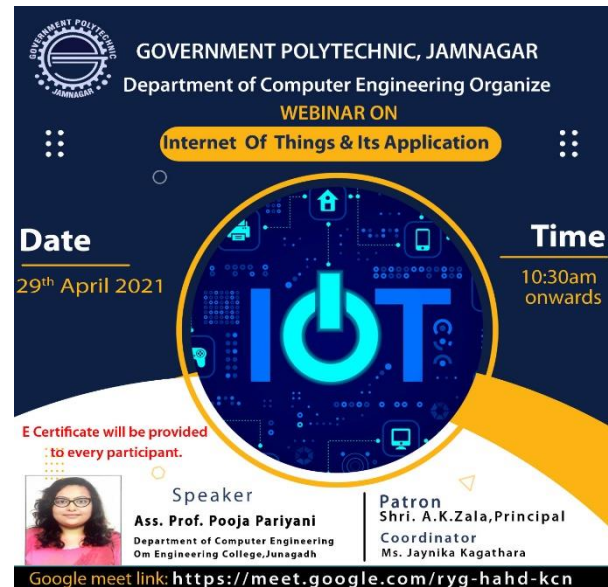 GOVERNMENT POLYTECHNIC
JAMNAGAR
GOVERNMENT POLYTECHNIC, JAMNAGAR
Department of Computer Engineering Organize
WEBINAR ON
Internet Of Things & Its Application
Date
29th April 2021
Time
10:30am
onwards
IOT
E Certificate will be provided
to every participant.
Speaker
Ass. Prof. Pooja Pariyani
Department of Computer Engineering
Om Engineering College,Junagadh
Patron
Shri. A.K.Zala,Principal
Coordinator
Ms. Jaynika Kagathara
Google meet link: https://meet.google.com/ryg-hahd-kcn